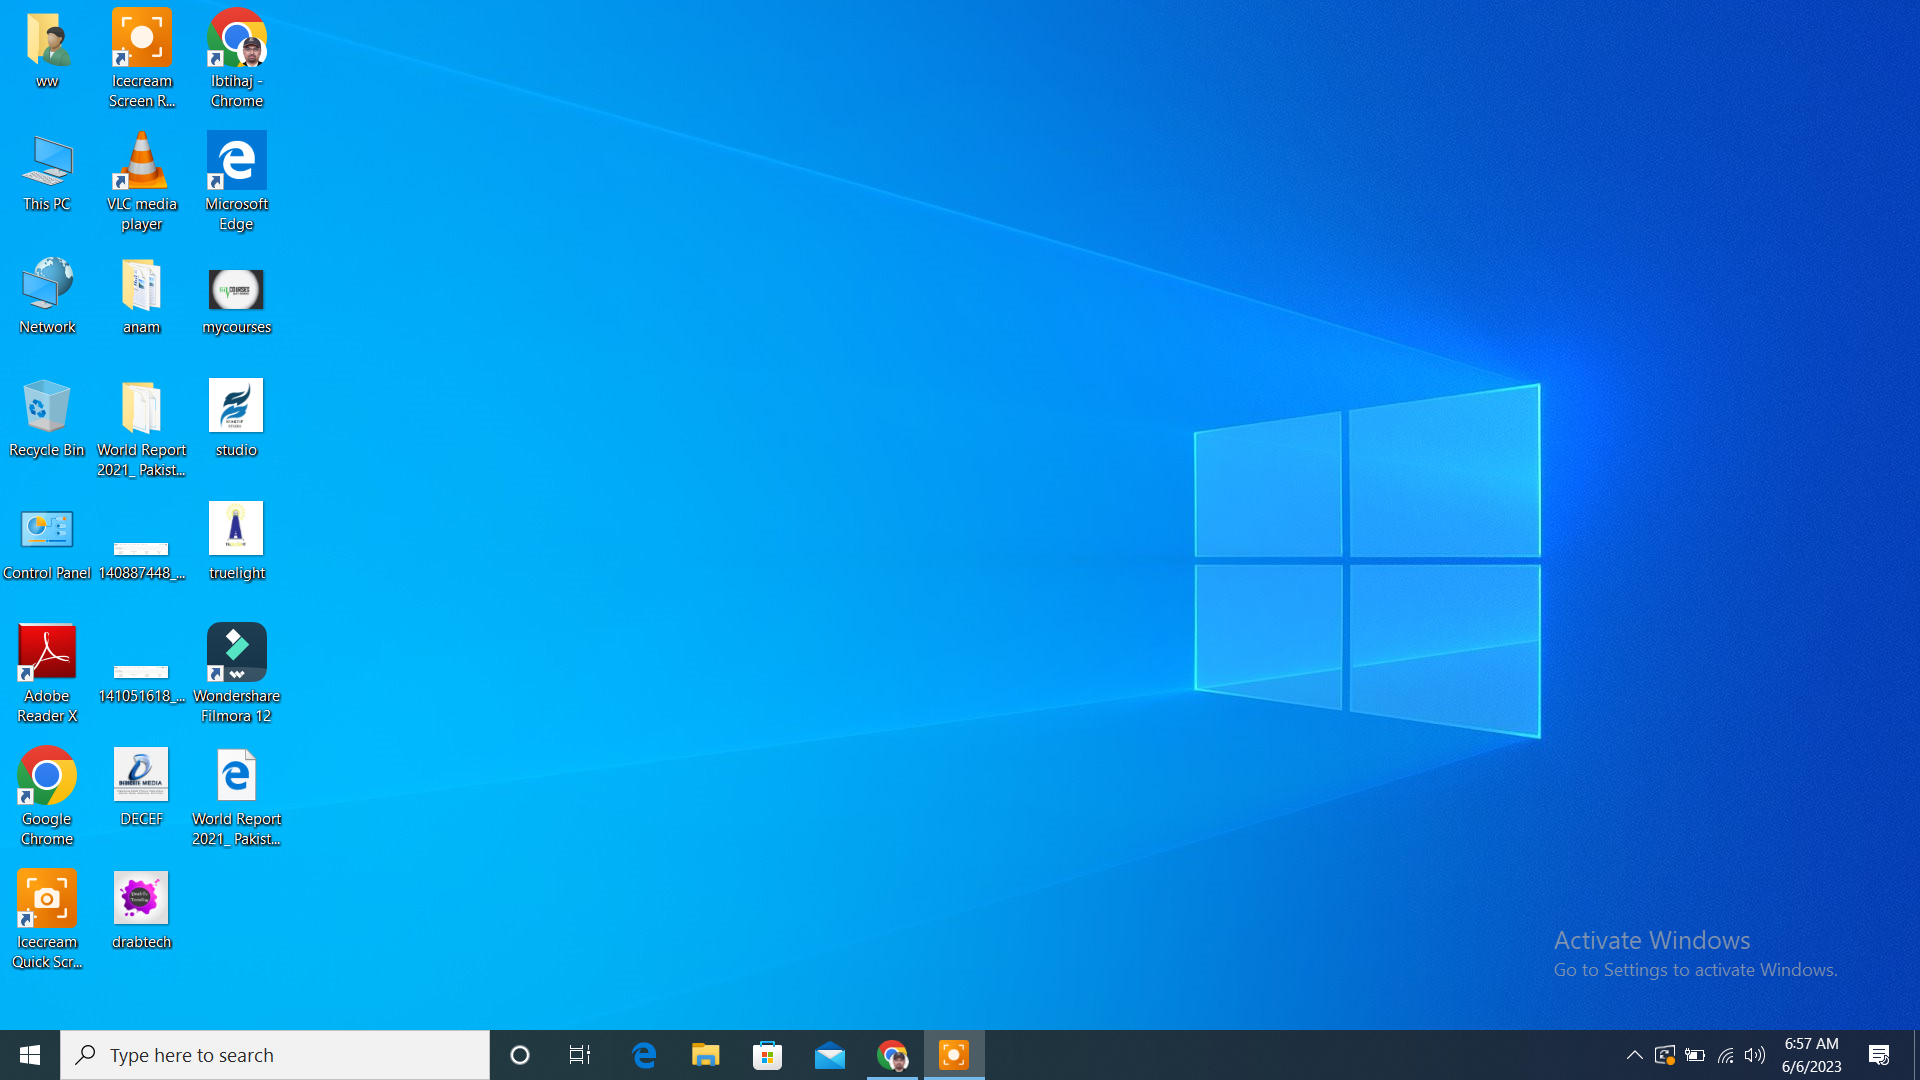 ww
Icecream
Screen R...
Ibtihaj -
Chrome
This PC
VLC media
player
Microsoft
Edge
Network
anam
COURSES
mycourses
Recycle Bin
World Report
2021_ Pakist...
studio
Control Panel
140887448_...
truelight
Adobe
Reader X
141051618_...
Wondershare
Filmora 12
Google
Chrome
MEDIA
DECEF
World Report
2021_ Pakist...
Icecream
Quick Scr...
drabtech
Activate Windows
Go to Settings to activate Windows.
Type here to search
6:57 AM
6/6/2023